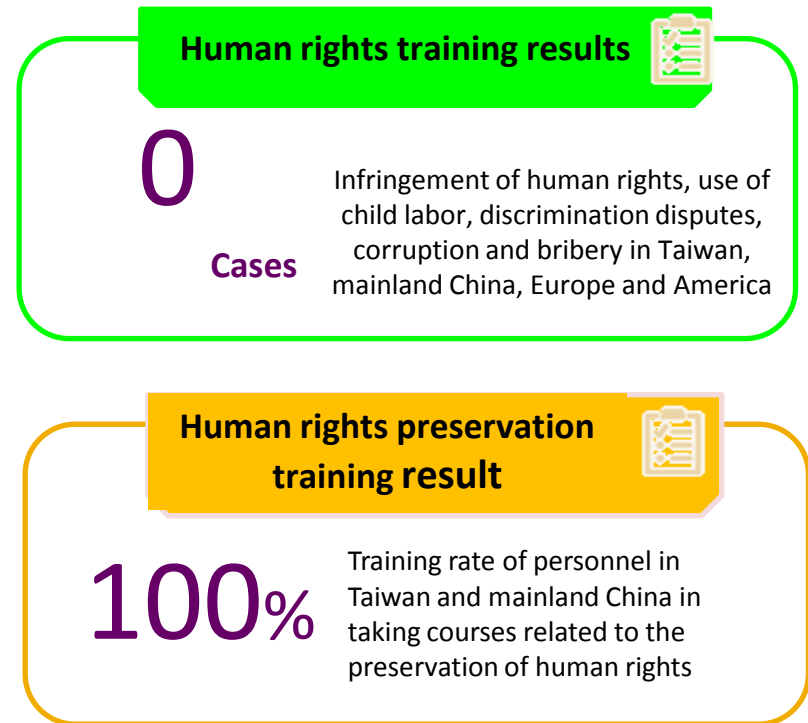 Human rights training results
0
Cases
Infringement of human rights, use of
child labor, discrimination disputes,
corruption and bribery in Taiwan,
mainland China, Europe and America
Human rights preservation
training result
100%
Training rate of personnel in
Taiwan and mainland China in
taking courses related to the
preservation of human rights